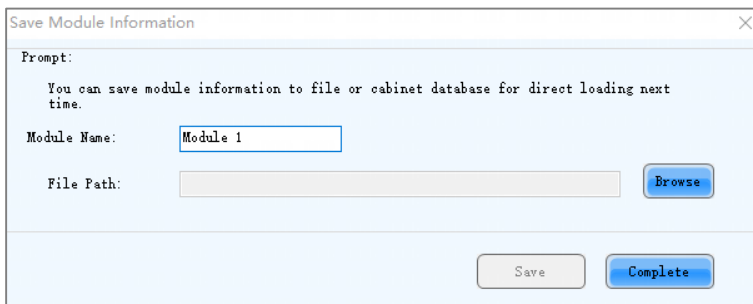 Save Module Information
Prompt:
You can save module information to file or cabinet database for direct loading next
time.
Module Name: Module 1
File Path: Browse
Save Complete